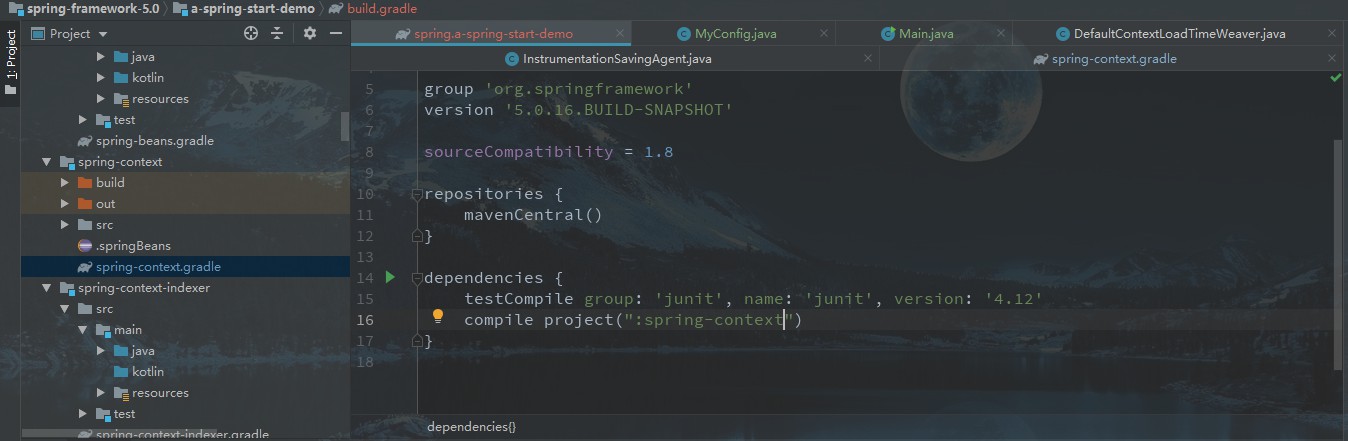 spring-framework-5.0 a-spring-start-demo build.gradle
1: Project
Project
java
kotlin
resources
test
spring-beans.gradle
spring-context
build
out
src
.springBeans
spring-context.gradle
spring-context-indexer
src
main
java
kotlin
resources
test
spring-context-indexer.gradle
spring.a-spring-start-demo MyConfig.java Main.java DefaultContextLoadTimeWeaver.java
InstrumentationSavingAgent.java spring-context.gradle
5 group 'org.springframework'
6 version '5.0.16.BUILD-SNAPSHOT'
7
8 sourceCompatibility = 1.8
9
10 repositories {
11 mavenCentral()
12 }
13
14 dependencies {
15 testCompile group: 'junit', name: 'junit', version: '4.12'
16 compile project(":spring-context")
17 }
18
dependencies{}